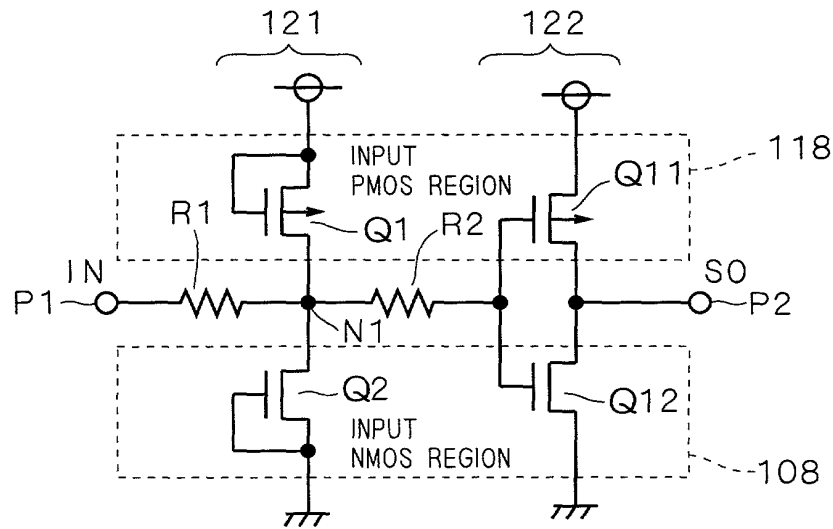 121
122
INPUT
PMOS REGION
118
Q11
R1
Q1
R2
IN
SO
P1
N1
P2
Q2
Q12
INPUT
NMOS REGION
108